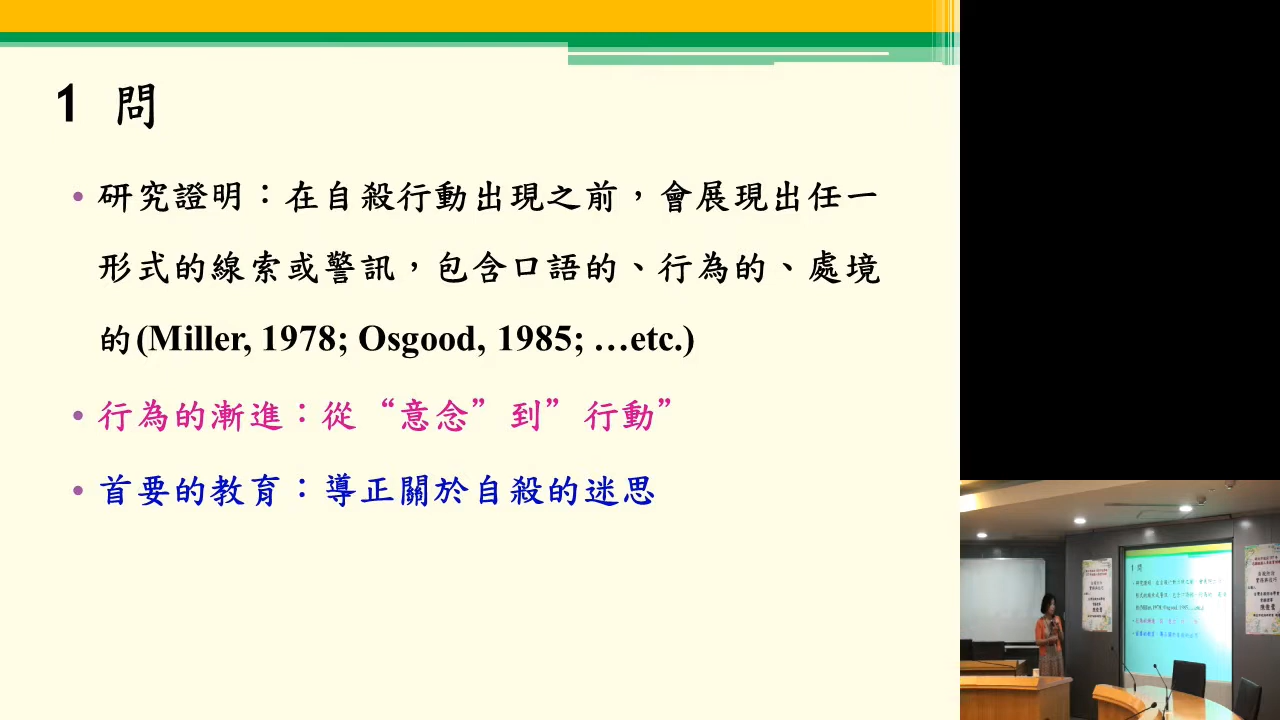 1 問
• 研究證明：在自殺行動出現之前，會展現出任一
形式的線索或警訊，包含口語的、行為的、處境
的(Miller, 1978; Osgood, 1985; …etc.)
• 行為的漸進：從“意念”到”行動”
• 首要的教育：導正關於自殺的迷思